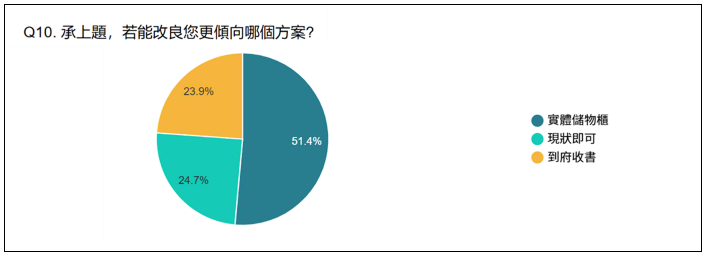 Q10. 承上題，若能改良您更傾向哪個方案?
23.9%
51.4%
24.7%
實體儲物櫃
現狀即可
到府收書